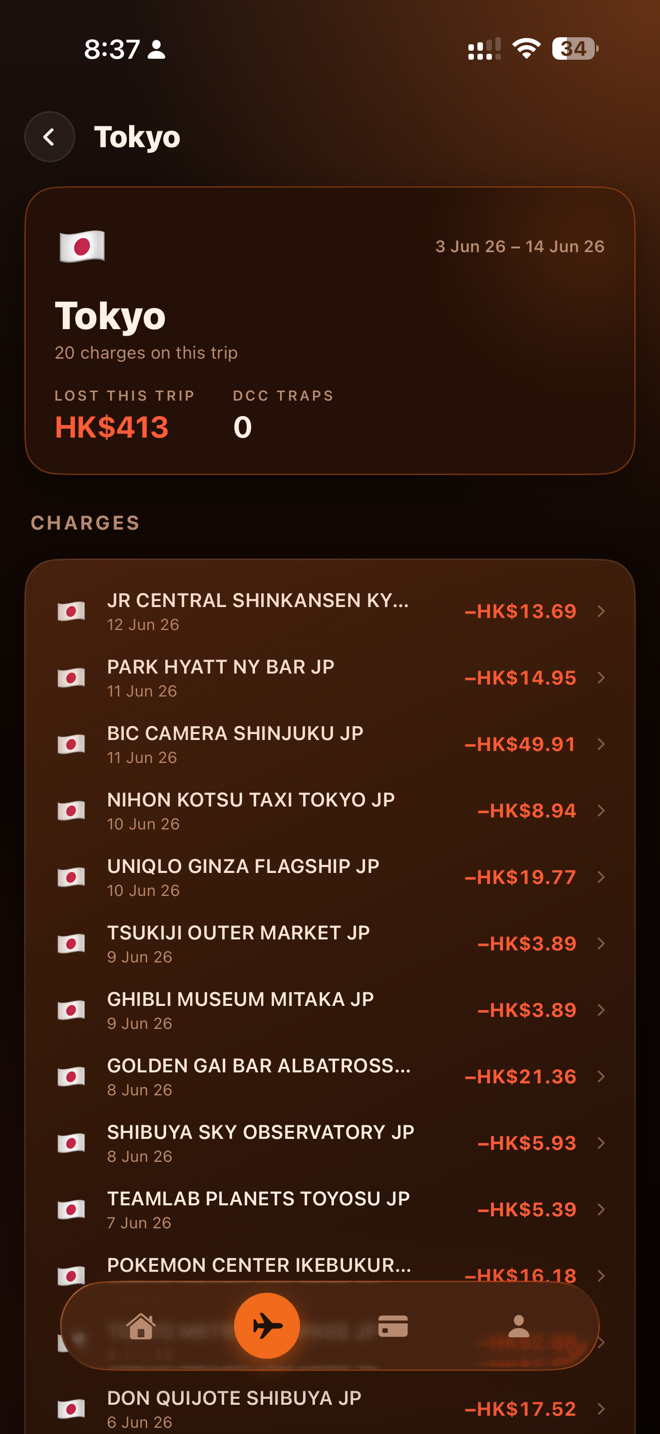 8:37
34
Tokyo
3 Jun 26 – 14 Jun 26
Tokyo
20 charges on this trip
LOST THIS TRIP DCC TRAPS
HK$413 0
CHARGES
JR CENTRAL SHINKANSEN KY...
–HK$13.69
12 Jun 26
PARK HYATT NY BAR JP
–HK$14.95
11 Jun 26
BIC CAMERA SHINJUKU JP
–HK$49.91
11 Jun 26
NIHON KOTSU TAXI TOKYO JP
–HK$8.94
10 Jun 26
UNIQLO GINZA FLAGSHIP JP
–HK$19.77
10 Jun 26
TSUKIJI OUTER MARKET JP
–HK$3.89
9 Jun 26
GHIBLI MUSEUM MITAKA JP
–HK$3.89
9 Jun 26
GOLDEN GAI BAR ALBATROSS...
–HK$21.36
8 Jun 26
SHIBUYA SKY OBSERVATORY JP
–HK$5.93
8 Jun 26
TEAMLAB PLANETS TOYOSU JP
–HK$5.39
7 Jun 26
POKEMON CENTER IKEBUKUR...
–HK$16.18
DON QUIJOTE SHIBUYA JP
–HK$17.52
6 Jun 26